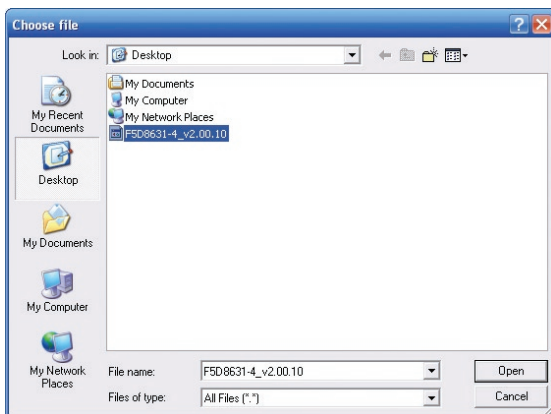 Choose file
Look in:
Desktop
My Recent
Documents
Desktop
My Documents
My Computer
My Network
Places
My Documents
My Computer
My Network Places
F5D8631-4_v2.00.10
File name:
F5D8631-4_v2.00.10
Open
Files of type:
All Files (*.*)
Cancel